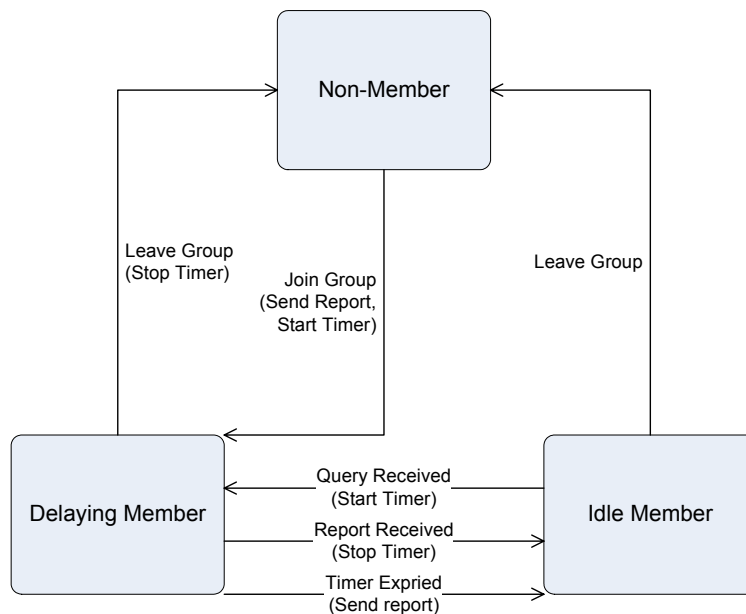 Non-Member
Leave Group
(Stop Timer)
Join Group
(Send Report,
Start Timer)
Leave Group
Delaying Member
Query Received
(Start Timer)
Report Received
(Stop Timer)
Timer Expried
(Send report)
Idle Member